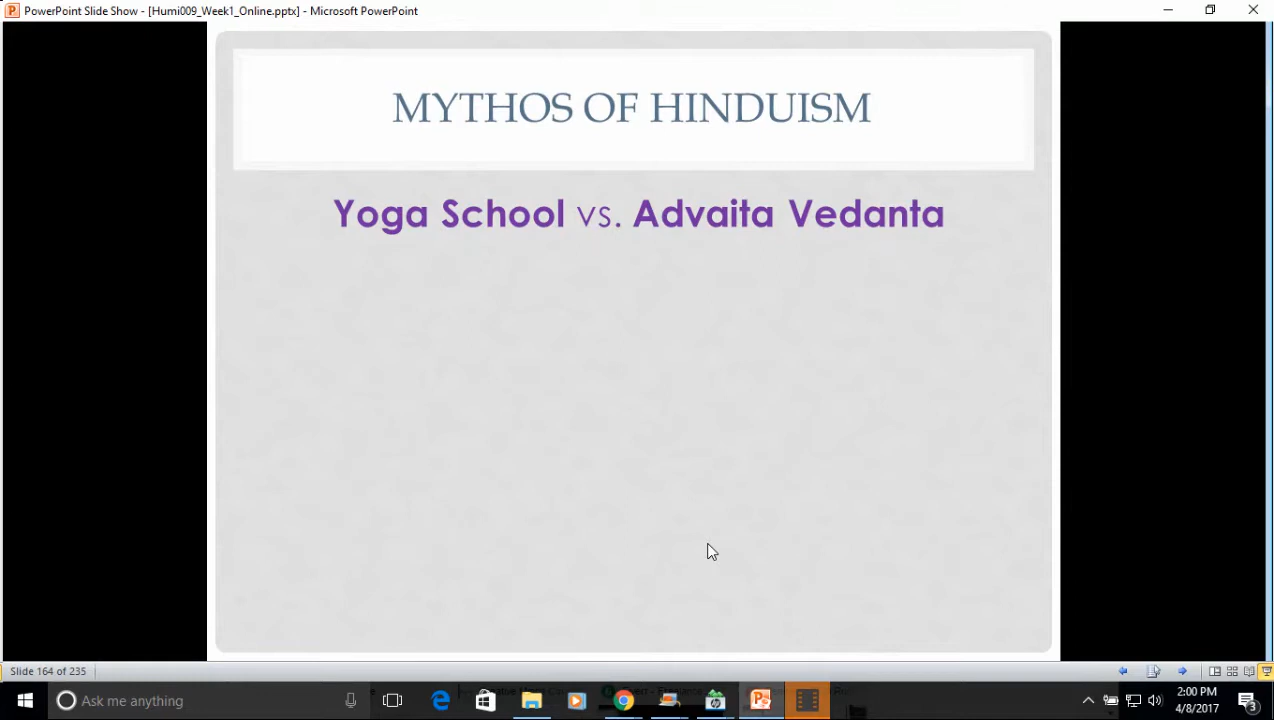 PowerPoint Slide Show - [Humi009_Week1_Online.pptx] - Microsoft PowerPoint
MYTHOS OF HINDUISM
Yoga School vs. Advaita Vedanta
Slide 164 of 235
Ask me anything
2:00 PM
4/8/2017
3